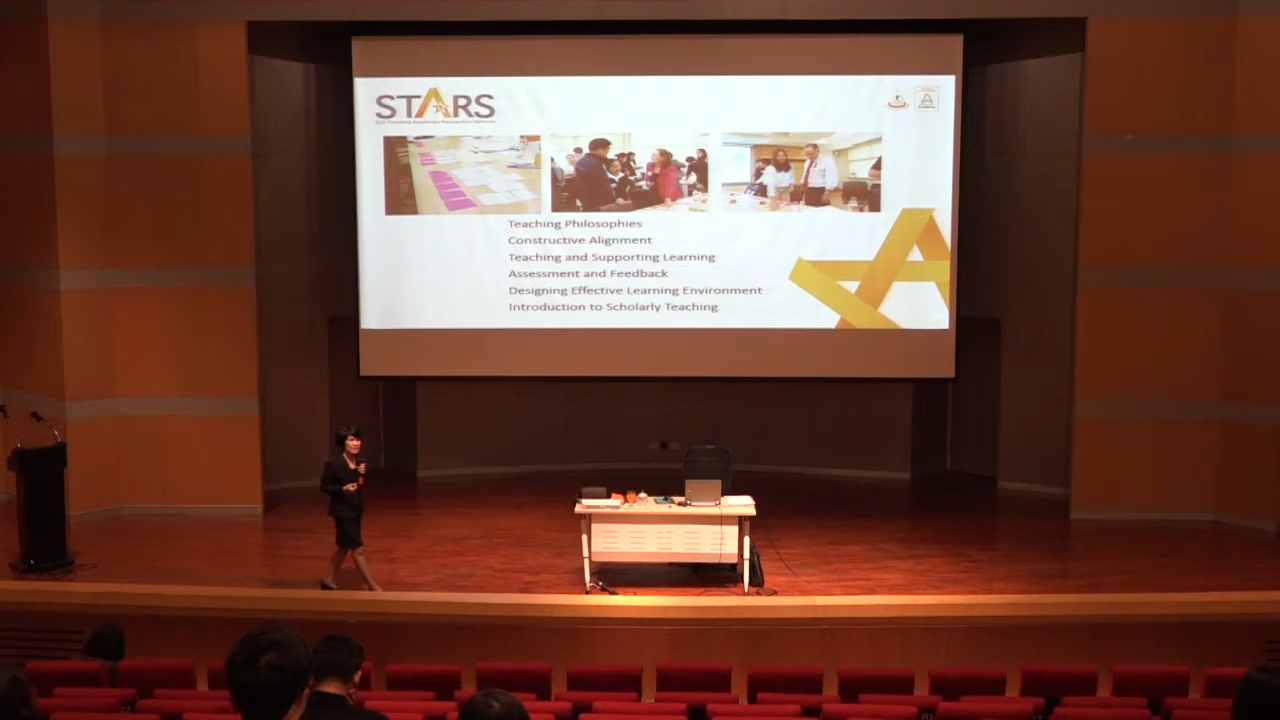 STARS
Teaching Philosophies
Constructive Alignment
Teaching and Supporting Learning
Assessment and Feedback
Designing Effective Learning Environment
Introduction to Scholarly Teaching